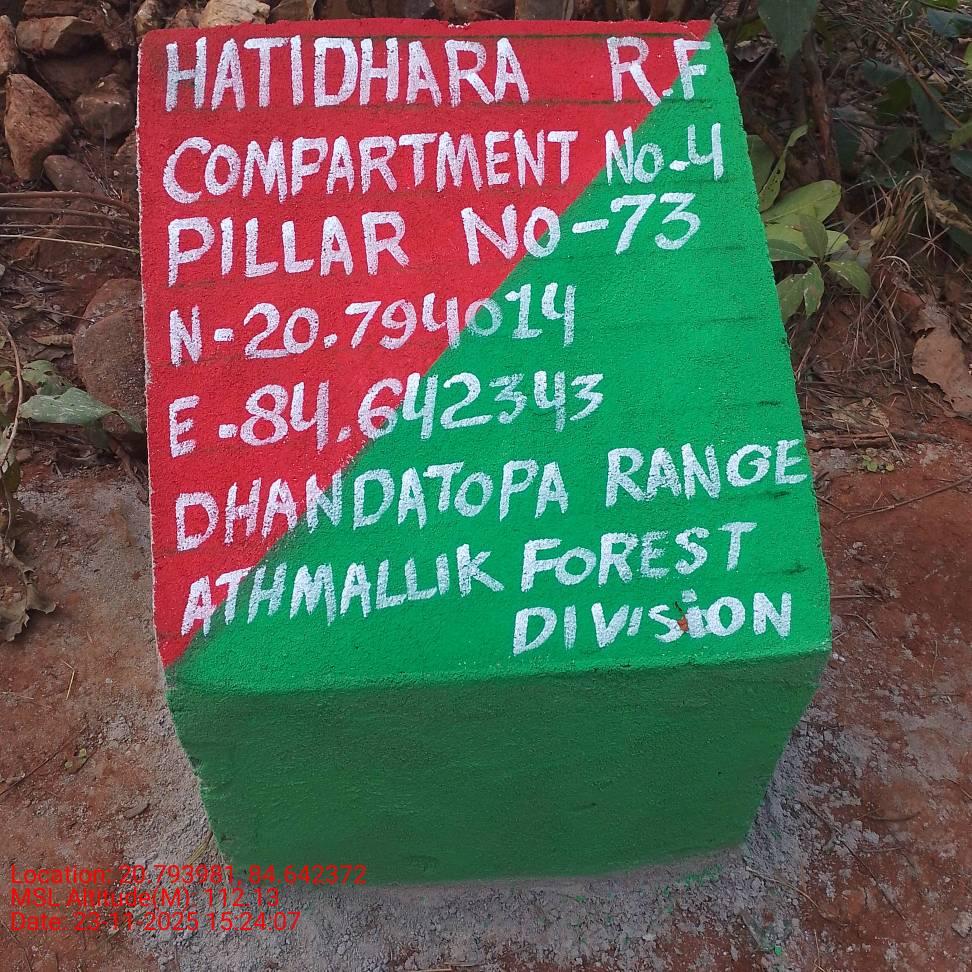 HATIDHARA R.F
COMPARTMENT No.4
PILLAR NO-73
N-20.794014
E-84.642343
DHANDATOPA RANGE
ATHMALLIK FOREST
DIVISiON
Location: 20.793981, 84.642372
MSL Altitude(M): 112.13
Date: 23-11-2025 15:24:07